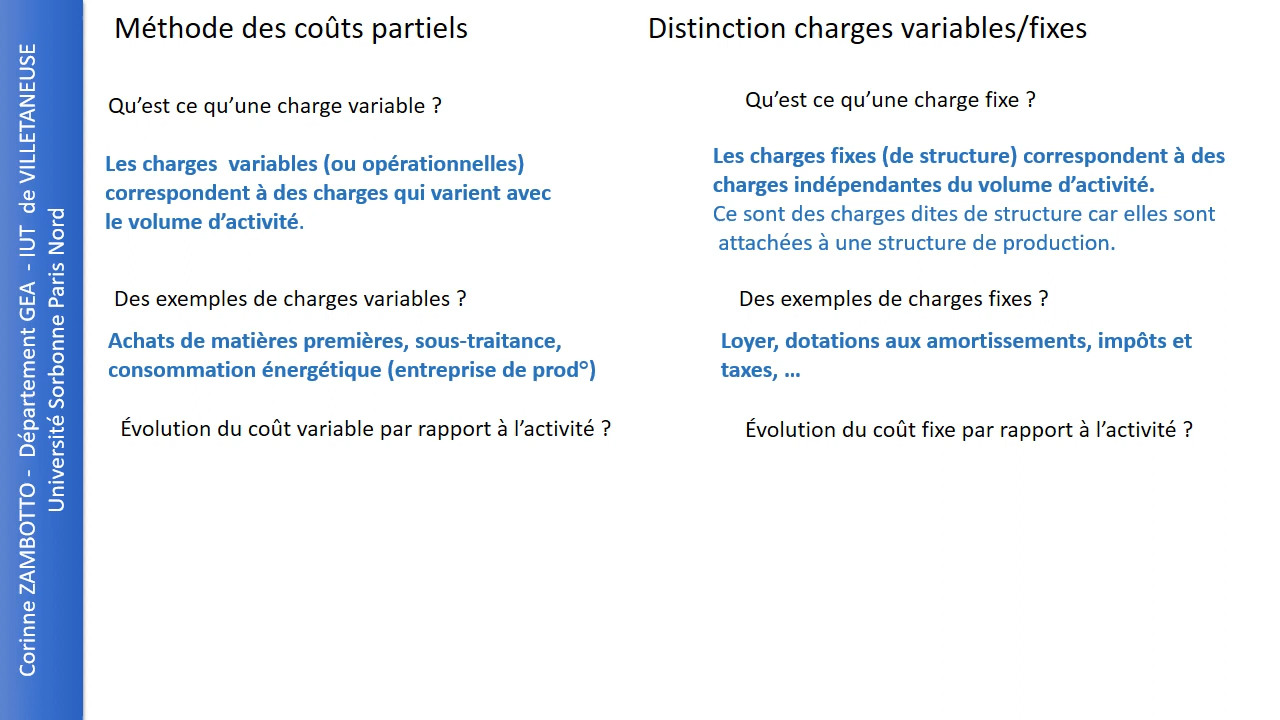 Méthode des coûts partiels
Distinction charges variables/fixes
Qu’est ce qu’une charge variable ?
Les charges  variables (ou opérationnelles)
correspondent à des charges qui varient avec
le volume d’activité.
Des exemples de charges variables ?
Achats de matières premières, sous-traitance,
consommation énergétique (entreprise de prod°)
Évolution du coût variable par rapport à l’activité ?
Qu’est ce qu’une charge fixe ?
Les charges fixes (de structure) correspondent à des
charges indépendantes du volume d’activité.
Ce sont des charges dites de structure car elles sont
attachées à une structure de production.
Des exemples de charges fixes ?
Loyer, dotations aux amortissements, impôts et
taxes, …
Évolution du coût fixe par rapport à l’activité ?
Corinne ZAMBOTTO -  Département GEA  - IUT  de VILLETANEUSE
Université Sorbonne Paris Nord